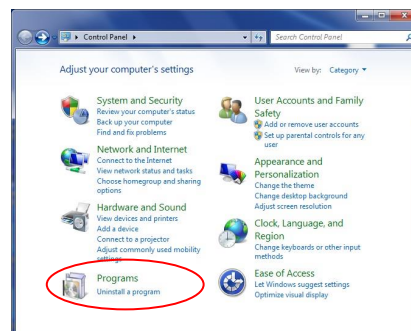 Control Panel
Search Control Panel
Adjust your computer's settings
View by: Category
System and Security
Review your computer's status
Back up your computer
Find and fix problems
Network and Internet
Connect to the Internet
View network status and tasks
Choose homegroup and sharing
options
Hardware and Sound
View devices and printers
Add a device
Connect to a projector
Adjust commonly used mobility
settings
Programs
Uninstall a program
User Accounts and Family
Safety
Add or remove user accounts
Set up parental controls for any
user
Appearance and
Personalization
Change the theme
Change desktop background
Adjust screen resolution
Clock, Language, and
Region
Change keyboards or other input
methods
Ease of Access
Let Windows suggest settings
Optimize visual display